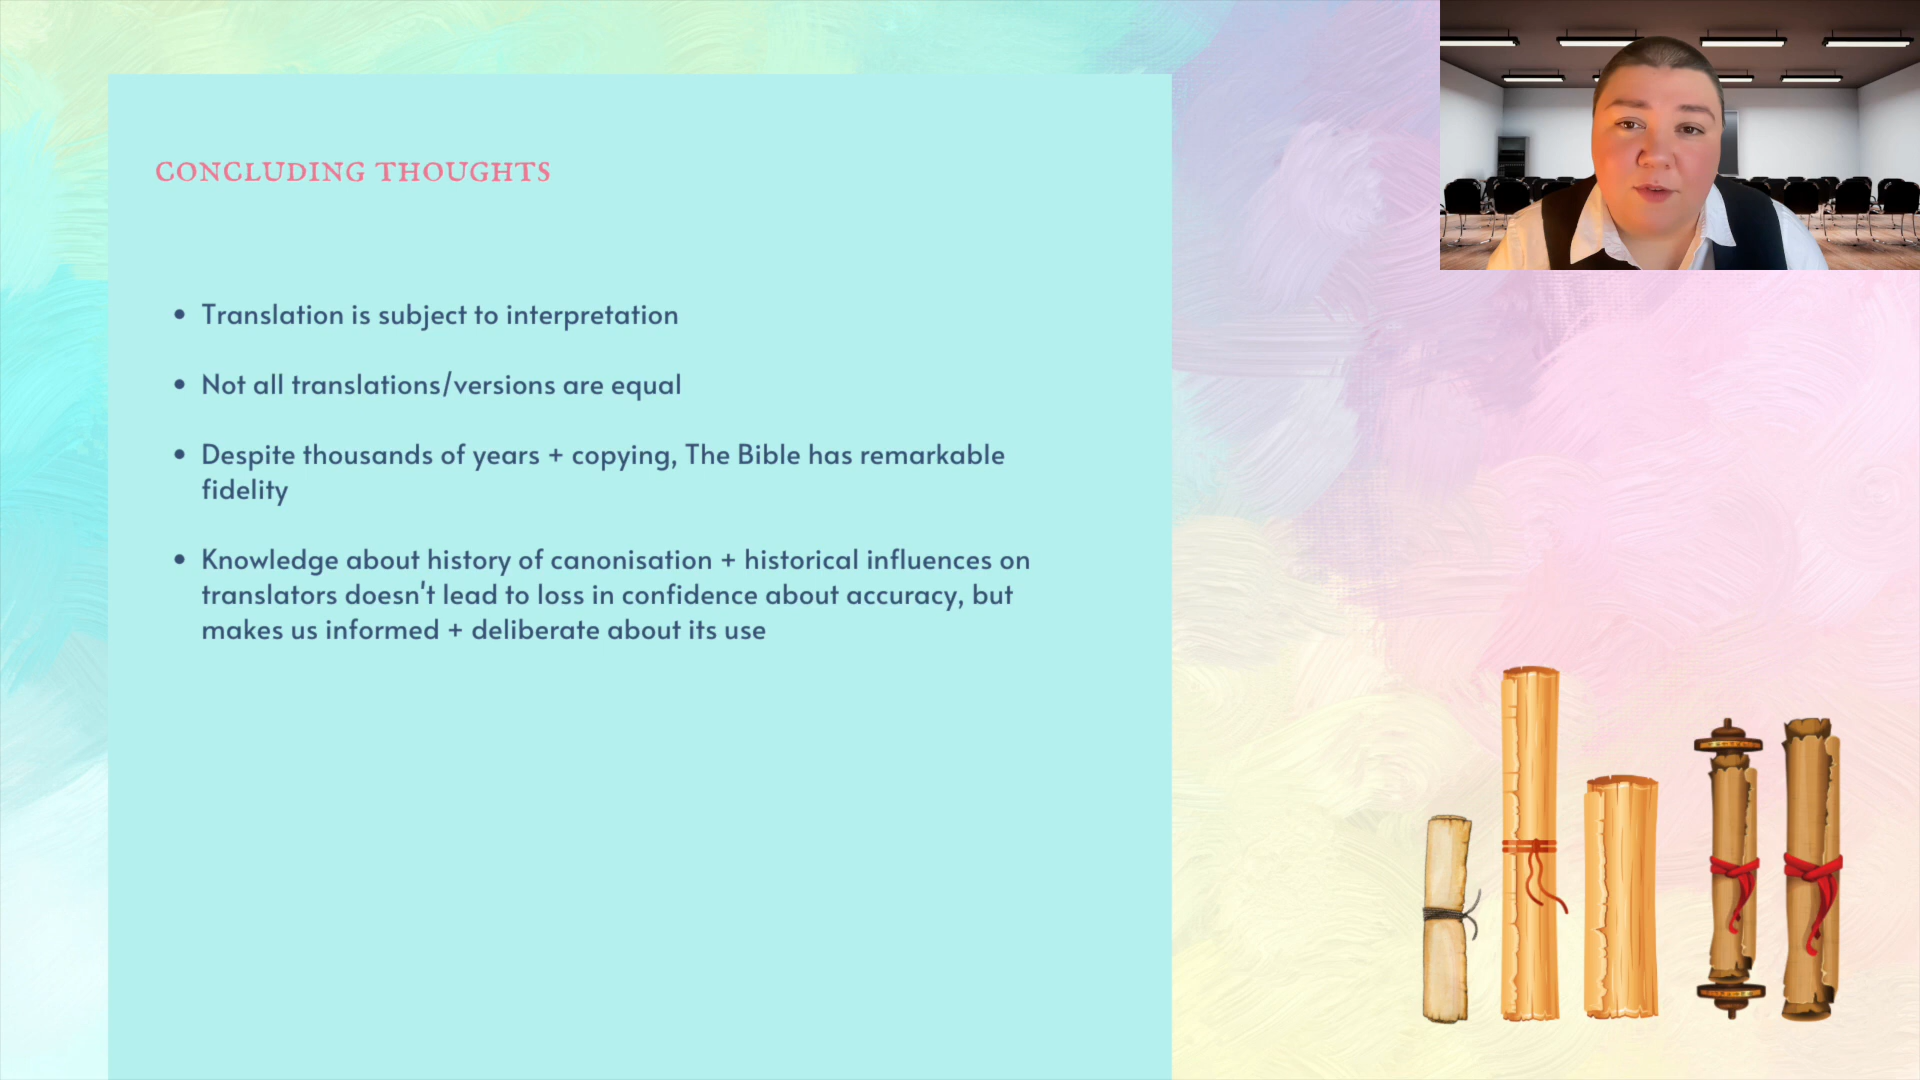 CONCLUDING THOUGHTS
• Translation is subject to interpretation
• Not all translations/versions are equal
• Despite thousands of years + copying, The Bible has remarkable
fidelity
• Knowledge about history of canonisation + historical influences on
translators doesn't lead to loss in confidence about accuracy, but
makes us informed + deliberate about its use